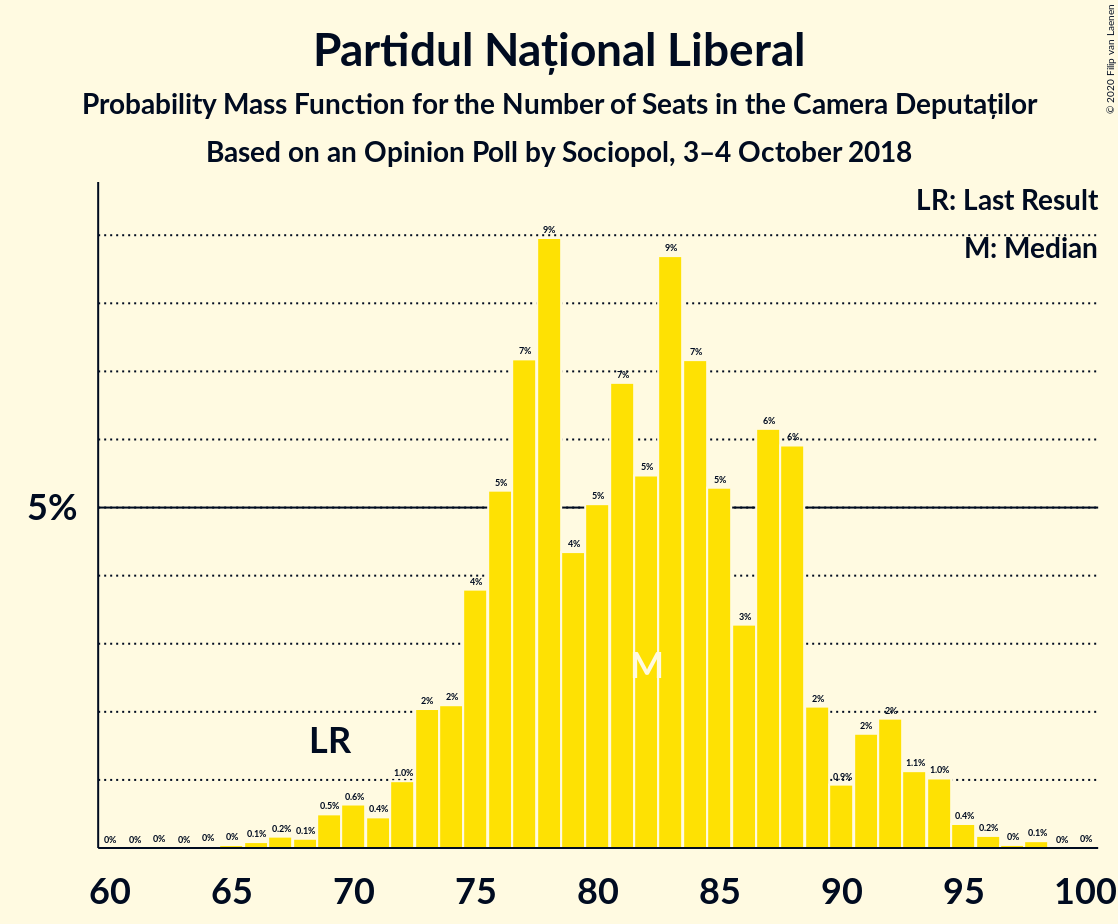 Partidul Național Liberal
Probability Mass Function for the Number of Seats in the Camera Deputaților
Based on an Opinion Poll by Sociopol, 3–4 October 2018
© 2020 Filip van Laenen
LR: Last Result
M: Median
5%
0% 0% 0% 0% 0% 0% 0.1% 0.2% 0.1% 0.5% 0.6% 0.4% 1.0% 2% 2% 4% 5% 7% 9% 4% 5% 7% 5% 9% 7% 5% 3% 6% 6% 2% 0.9% 2% 2% 1.1% 1.0% 0.4% 0.2% 0% 0.1% 0% 0%
M
LR
60 65 70 75 80 85 90 95 100